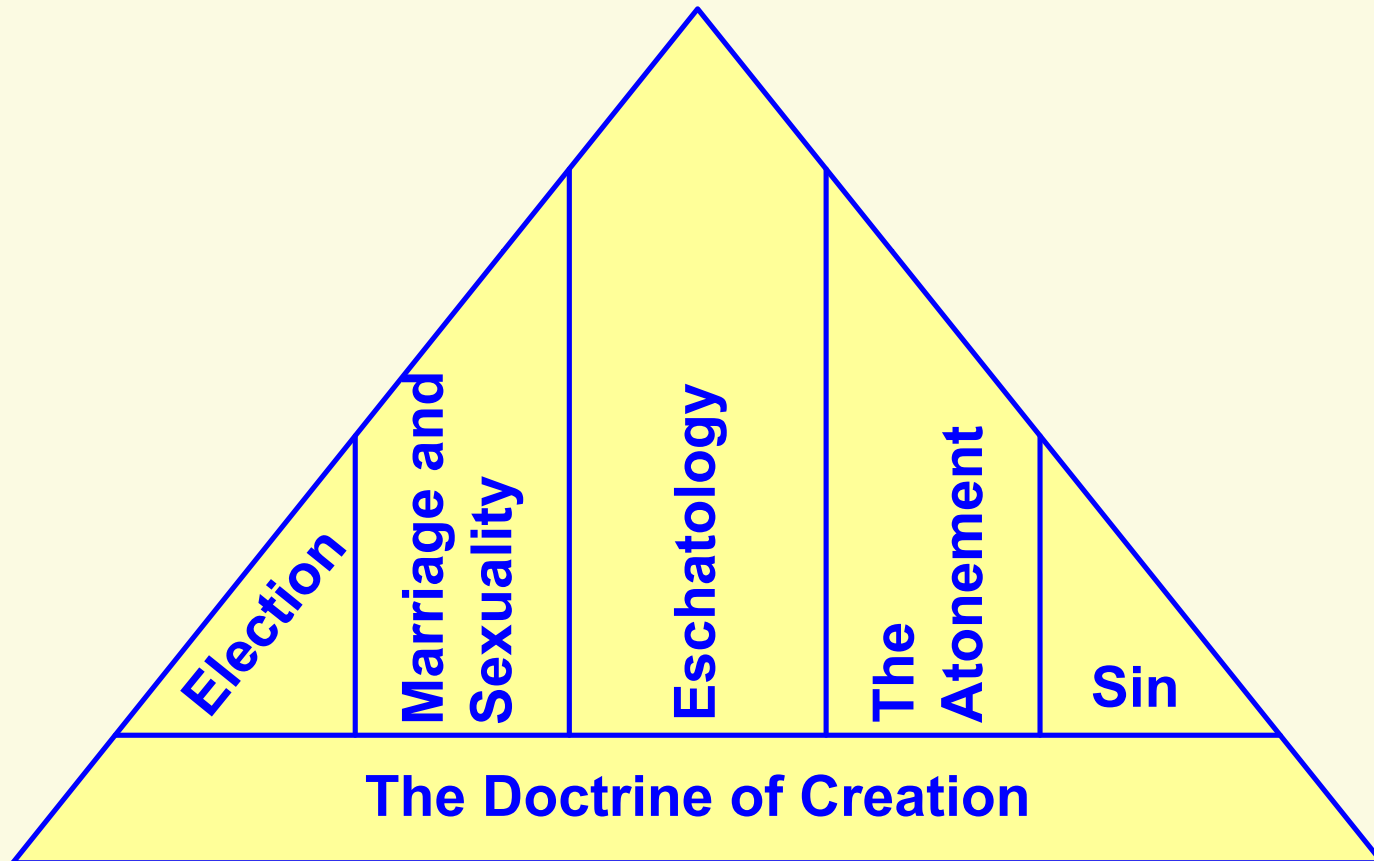 Election
Marriage and
Sexuality
Eschatology
The
Atonement
Sin
The Doctrine of Creation